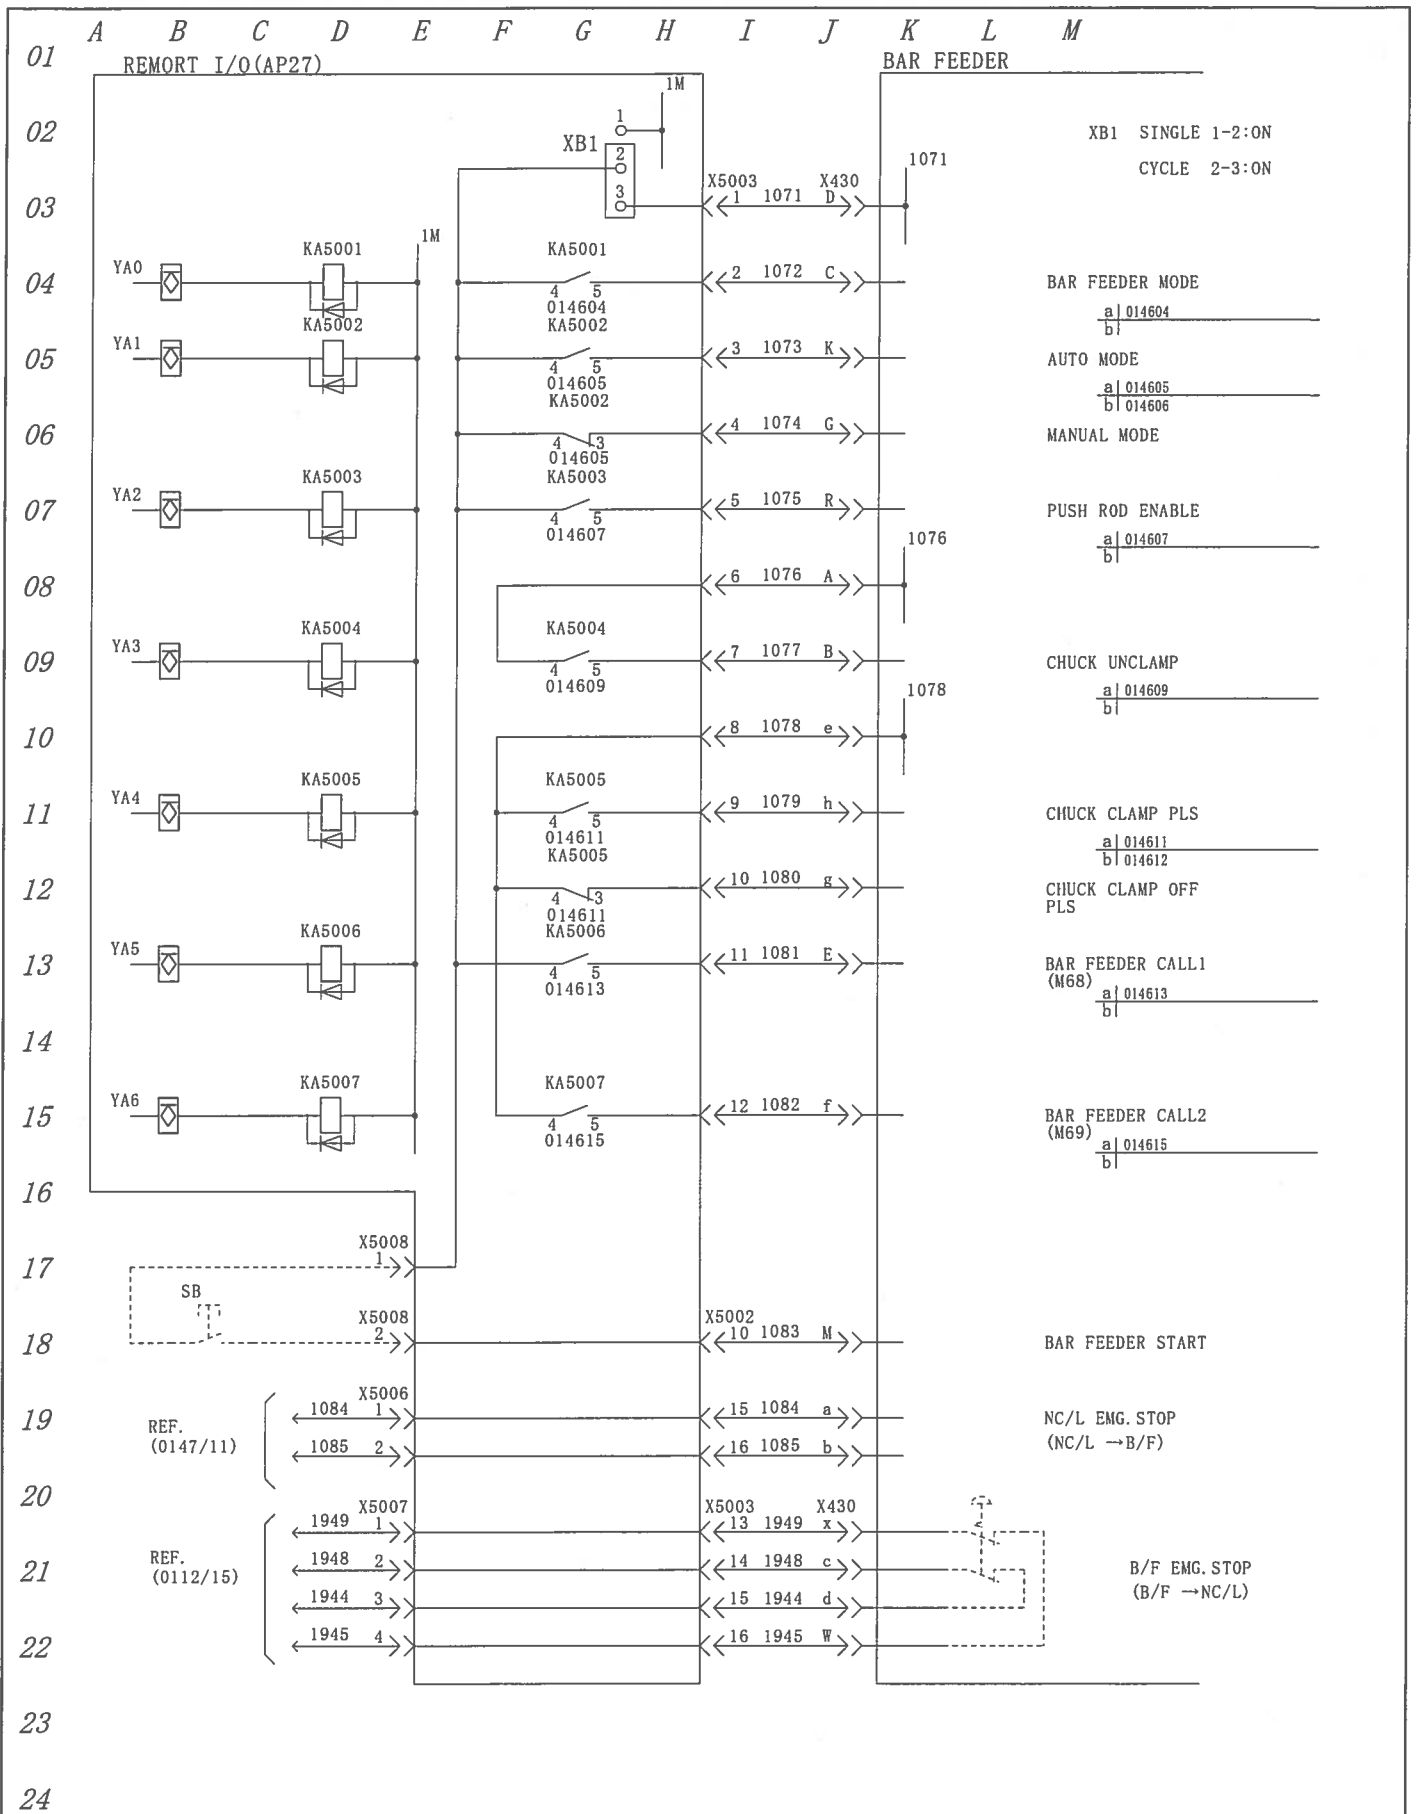 A B C D E F G H I J K L M
01
REMORT I/O(AP27)
BAR FEEDER
1M
02
1
XB1
2
3
XB1 SINGLE 1-2:ON
CYCLE 2-3:ON
1071
03
X5003 X430
1 1071 D
1M
04
YA0
KA5001
KA5001
4 5
014604
2 1072 C
BAR FEEDER MODE
a 014604
b
05
YA1
KA5002
KA5002
4 5
014605
3 1073 K
AUTO MODE
a 014605
b 014606
06
KA5002
4 3
014605
4 1074 G
MANUAL MODE
07
YA2
KA5003
KA5003
4 5
014607
5 1075 R
PUSH ROD ENABLE
a 014607
b
1076
08
6 1076 A
09
YA3
KA5004
KA5004
4 5
014609
7 1077 B
CHUCK UNCLAMP
a 014609
b
1078
10
8 1078 e
11
YA4
KA5005
KA5005
4 5
014611
9 1079 h
CHUCK CLAMP PLS
a 014611
b 014612
12
KA5005
4 3
014611
10 1080 g
CHUCK CLAMP OFF
PLS
13
YA5
KA5006
KA5006
4 5
014613
11 1081 E
BAR FEEDER CALL1
(M68)
a 014613
b
14
15
YA6
KA5007
KA5007
4 5
014615
12 1082 f
BAR FEEDER CALL2
(M69)
a 014615
b
16
17
X5008
1
SB
18
X5008
2
X5002
10 1083 M
BAR FEEDER START
19
REF.
(0147/11)
X5006
1084 1
15 1084 a
1085 2
16 1085 b
NC/L EMG.STOP
(NC/L →B/F)
20
X5007
X5003 X430
1949 1
13 1949 x
21
REF.
(0112/15)
1948 2
14 1948 c
1944 3
15 1944 d
B/F EMG.STOP
(B/F →NC/L)
22
1945 4
16 1945 W
23
24